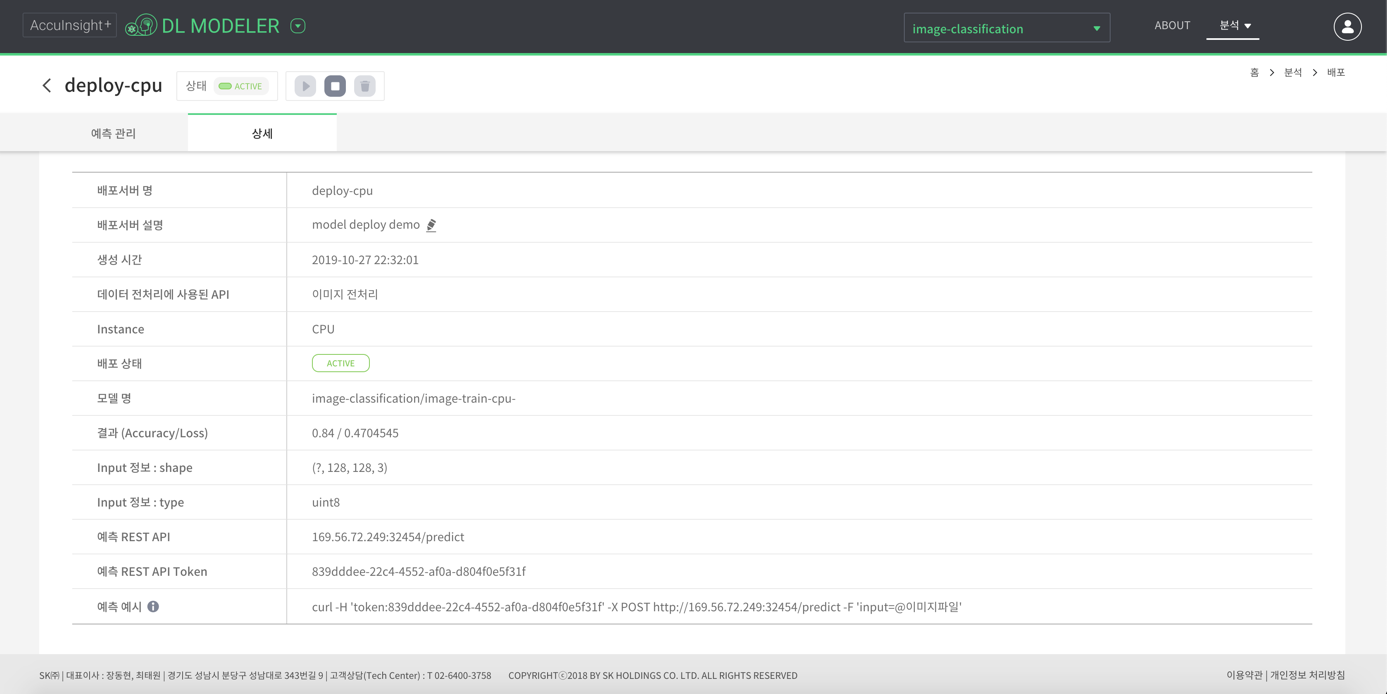 AccuInsight+ DL MODELER image-classification ABOUT 분석
deploy-cpu 상태 ACTIVE 홈 > 분석 > 배포
예측 관리 상세
배포서버 명 deploy-cpu
배포서버 설명 model deploy demo
생성 시간 2019-10-27 22:32:01
데이터 전처리에 사용된 API 이미지 전처리
Instance CPU
배포 상태 ACTIVE
모델 명 image-classification/image-train-cpu-
결과 (Accuracy/Loss) 0.84 / 0.4704545
Input 정보 : shape (?, 128, 128, 3)
Input 정보 : type uint8
예측 REST API 169.56.72.249:32454/predict
예측 REST API Token 839dddee-22c4-4552-af0a-d804f0e5f31f
예측 예시 curl -H 'token:839dddee-22c4-4552-af0a-d804f0e5f31f' -X POST http://169.56.72.249:32454/predict -F 'input=@이미지파일'
SK㈜ | 대표이사 : 장동현, 최태원 | 경기도 성남시 분당구 성남대로 343번길 9 | 고객상담(Tech Center) : T 02-6400-3758 COPYRIGHTⓒ2018 BY SK HOLDINGS CO. LTD. ALL RIGHTS RESERVED 이용약관 | 개인정보 처리방침